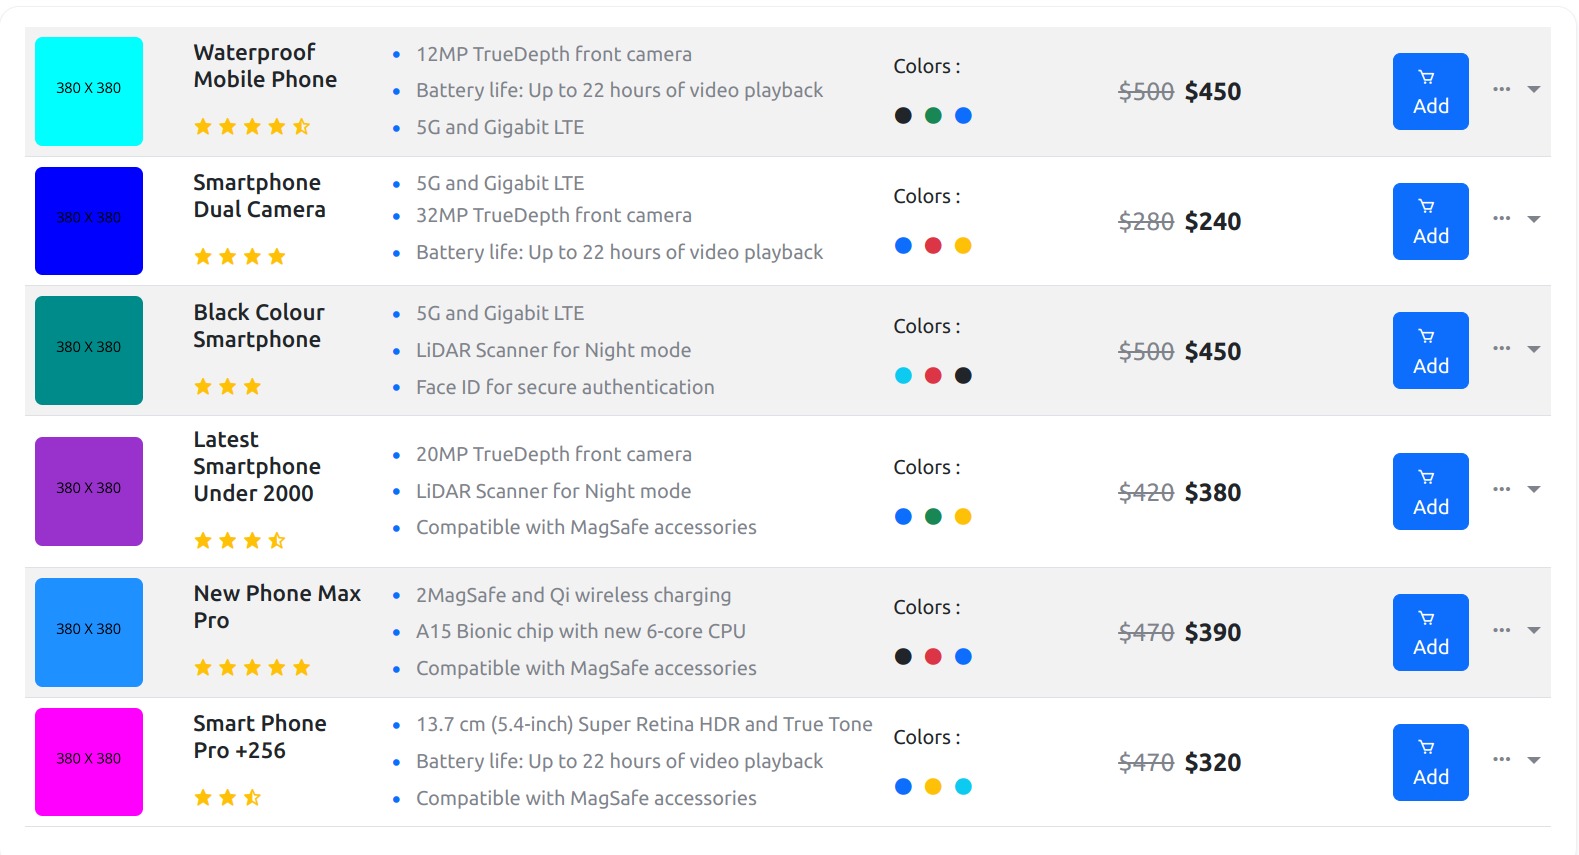 380 X 380
Waterproof
Mobile Phone
12MP TrueDepth front camera
Battery life: Up to 22 hours of video playback
5G and Gigabit LTE
Colors :
$500 $450
Add
380 X 380
Smartphone
Dual Camera
5G and Gigabit LTE
32MP TrueDepth front camera
Battery life: Up to 22 hours of video playback
Colors :
$280 $240
Add
380 X 380
Black Colour
Smartphone
5G and Gigabit LTE
LiDAR Scanner for Night mode
Face ID for secure authentication
Colors :
$500 $450
Add
380 X 380
Latest
Smartphone
Under 2000
20MP TrueDepth front camera
LiDAR Scanner for Night mode
Compatible with MagSafe accessories
Colors :
$420 $380
Add
380 X 380
New Phone Max
Pro
2MagSafe and Qi wireless charging
A15 Bionic chip with new 6-core CPU
Compatible with MagSafe accessories
Colors :
$470 $390
Add
380 X 380
Smart Phone
Pro +256
13.7 cm (5.4-inch) Super Retina HDR and True Tone
Battery life: Up to 22 hours of video playback
Compatible with MagSafe accessories
Colors :
$470 $320
Add